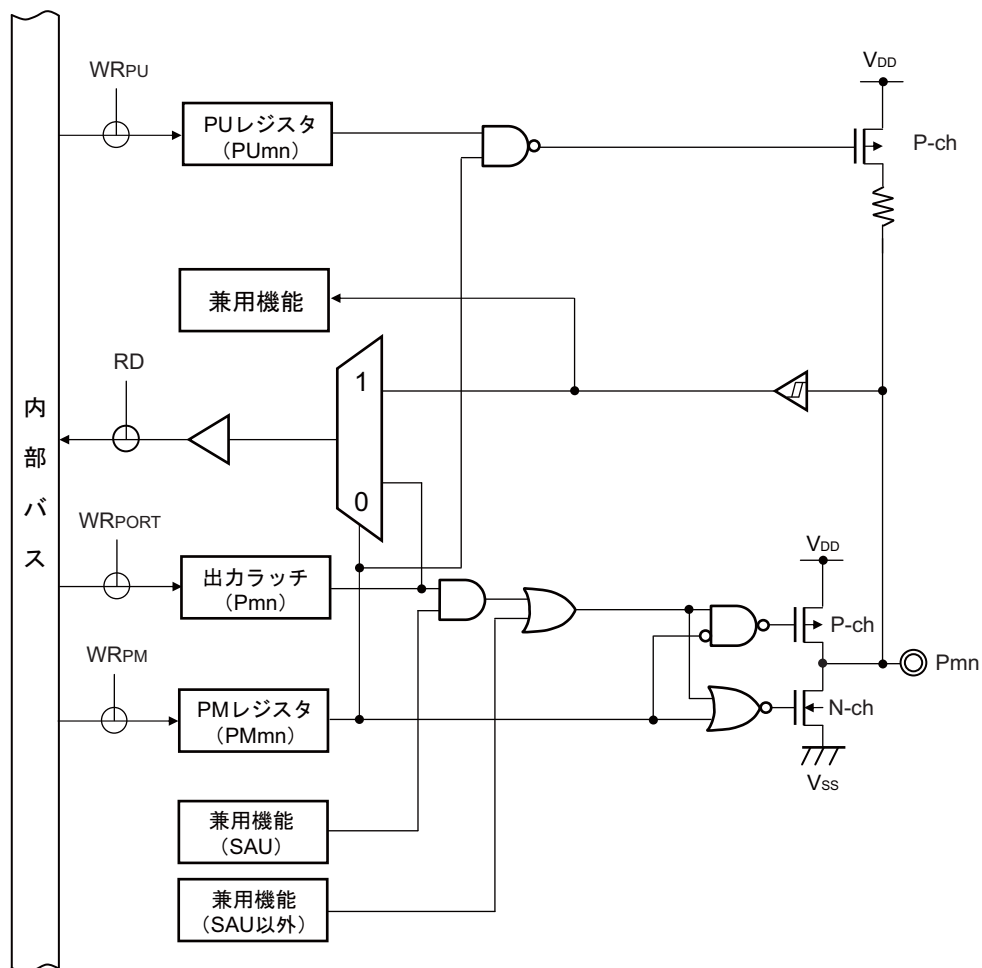 WRPU
PUレジスタ
（PUmn）
VDD
P-ch
兼用機能
RD
1
0
内部バス
WRPORT
出力ラッチ
（Pmn）
VDD
P-ch
Pmn
WRPM
PMレジスタ
（PMmn）
N-ch
VSS
兼用機能
（SAU）
兼用機能
（SAU以外）